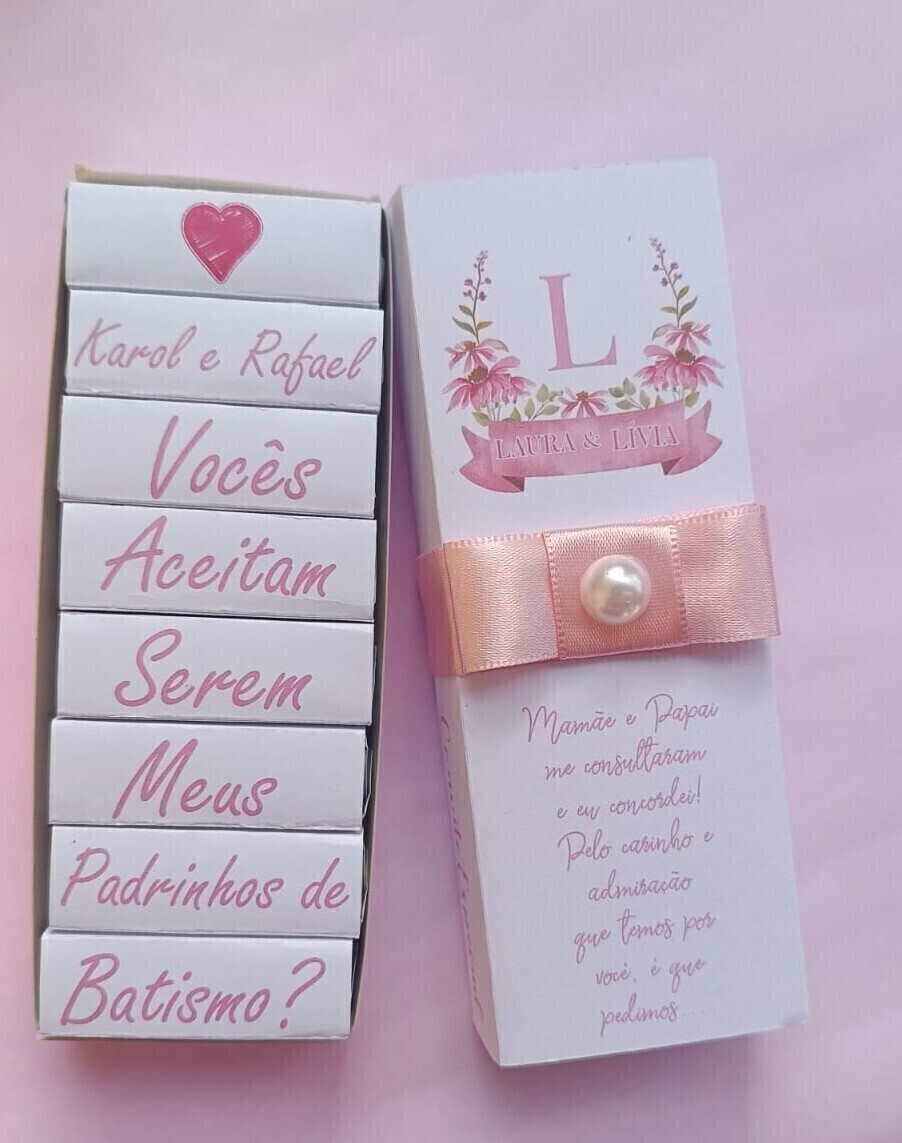 Karol e Rafael
Vocês
Aceitam
Serem
Meus
Padrinhos de
Batismo?
L
LAURA & LÍVIA
Mamãe e Papai
me consultaram
e eu concordei!
Pelo carinho e
admiração
que temos por
você, é que
pedimos...